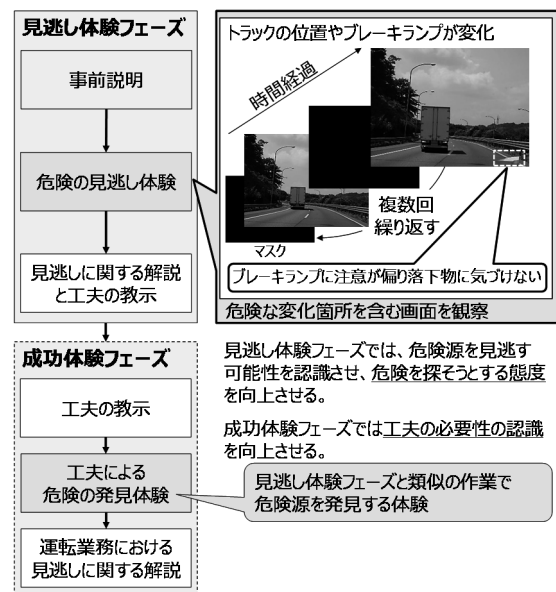 見逃し体験フェーズ
事前説明
危険の見逃し体験
見逃しに関する解説
と工夫の教示
トラックの位置やブレーキランプが変化
時間経過
複数回
繰り返す
マスク
ブレーキランプに注意が偏り落下物に気づけない
危険な変化箇所を含む画面を観察
成功体験フェーズ
工夫の教示
工夫による
危険の発見体験
運転業務における
見逃しに関する解説
見逃し体験フェーズでは、危険源を見逃す
可能性を認識させ、危険を探そうとする態度
を向上させる。
成功体験フェーズでは工夫の必要性の認識
を向上させる。
見逃し体験フェーズと類似の作業で
危険源を発見する体験